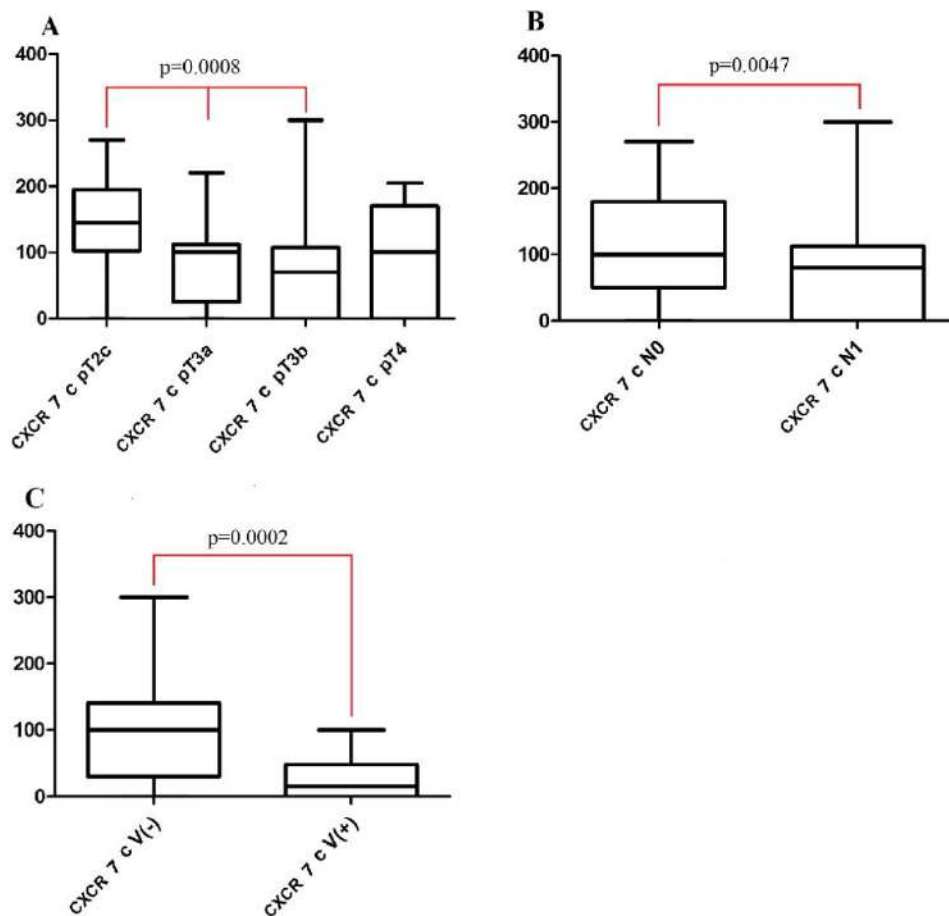 A
p=0.0008
400
300
200
100
0
CXCR 7 c pT2c
CXCR 7 c pT3a
CXCR 7 c pT3b
CXCR 7 c pT4
B
p=0.0047
400
300
200
100
0
CXCR 7 c N0
CXCR 7 c N1
C
p=0.0002
400
300
200
100
0
CXCR 7 c V(-)
CXCR 7 c V(+)